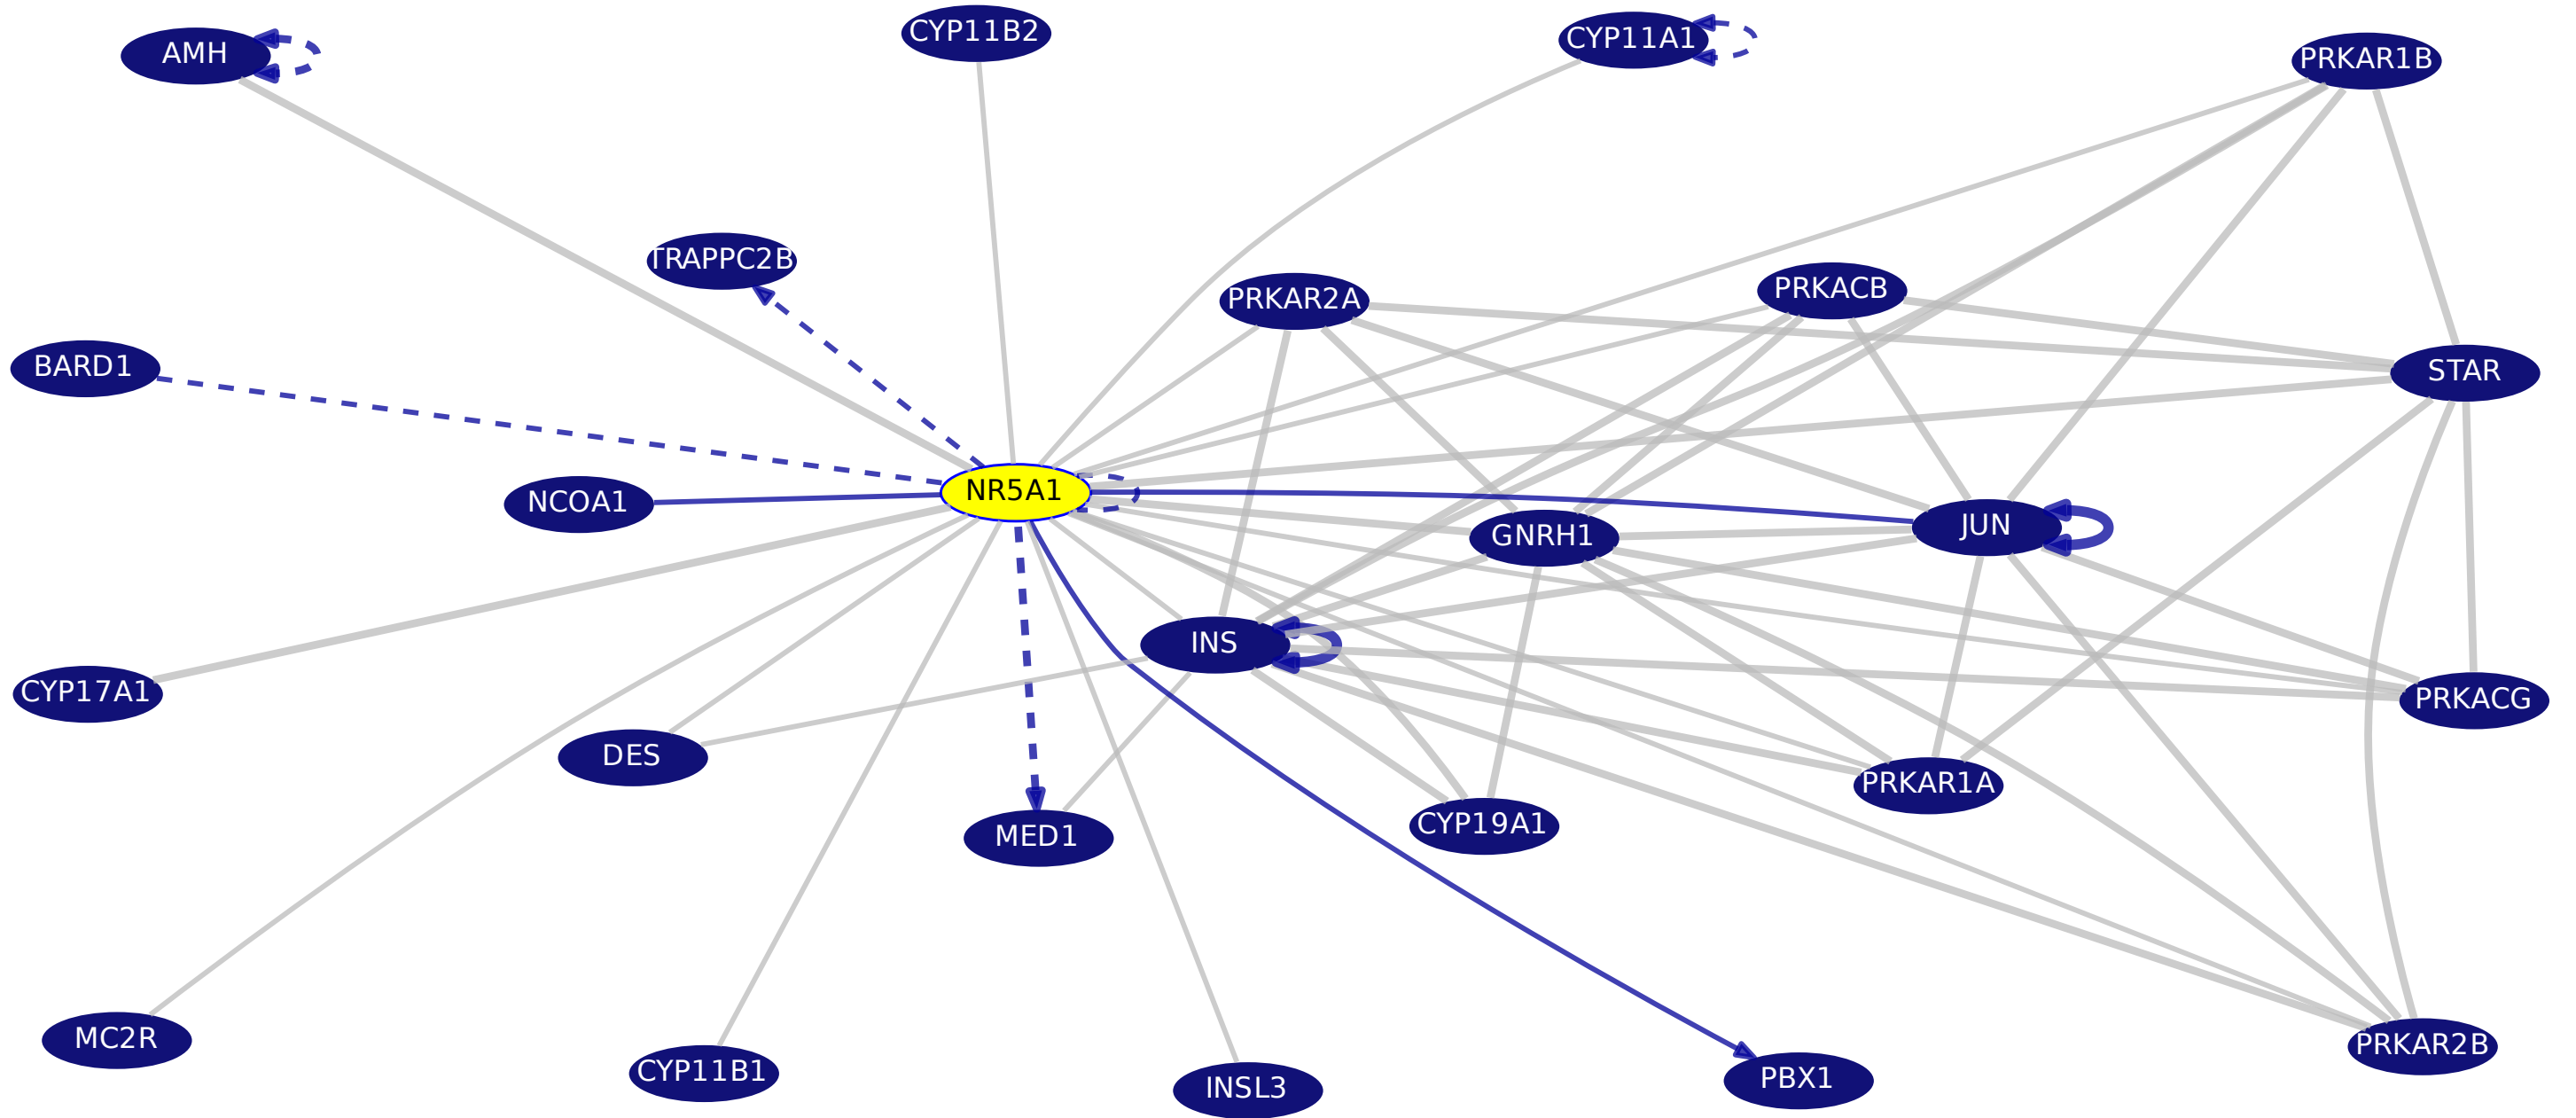 CYP11B2
CYP11A1
AMH
PRKAR1B
TRAPPC2B
PRKACB
PRKAR2A
BARD1
STAR
NR5A1
NCOA1
JUN
GNRH1
INS
CYP17A1
PRKACG
DES
PRKAR1A
CYP19A1
MED1
MC2R
PRKAR2B
CYP11B1
PBX1
INSL3